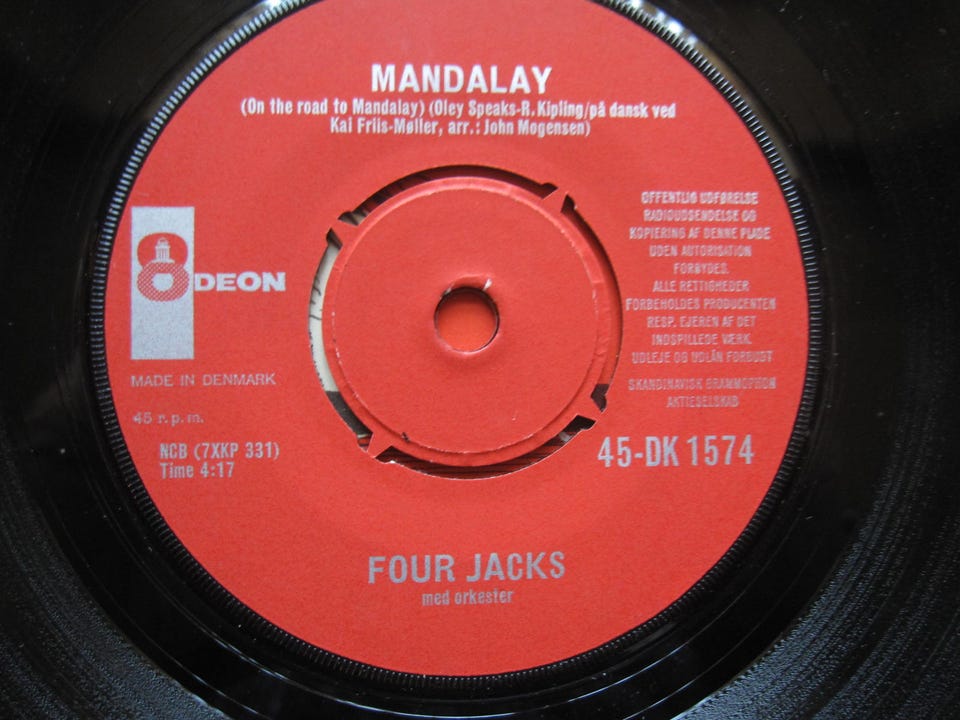 MANDALAY
(On the road to Mandalay) (Oley Speaks-R.Kipling/på dansk ved
Kai Friis-Møller, arr.: John Mogensen)
ODEON
MADE IN DENMARK
45 r.p.m.
NCB (7XKP 331)
Time 4:17
OFFENTLIG UDFØRELSE
RADIOUDSENDELSE OG
KOPIERING AF DENNE PLADE
UDEN AUTORISATION
FORBYDES.
ALLE RETTIGHEDER
FORBEHOLDES PRODUCENTEN
RESP. EJEREN AF DET
INDSPILLEDE VÆRK.
UDLEJE OG UDLÅN FORBUDT
SKANDINAVISK GRAMMOPHON
AKTIESELSKAB
45-DK 1574
FOUR JACKS
med orkester